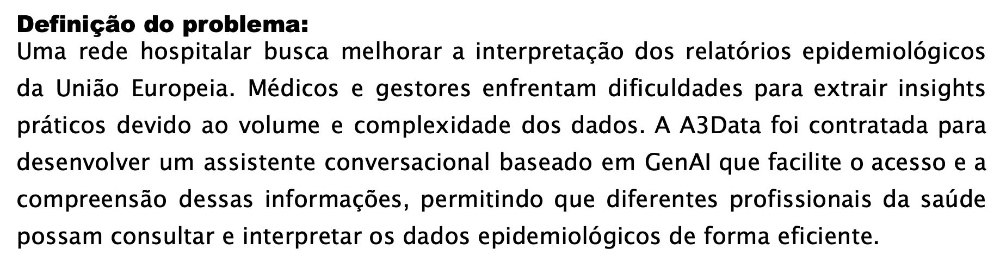 Definição do problema:
Uma rede hospitalar busca melhorar a interpretação dos relatórios epidemiológicos
da União Europeia. Médicos e gestores enfrentam dificuldades para extrair insights
práticos devido ao volume e complexidade dos dados. A A3Data foi contratada para
desenvolver um assistente conversacional baseado em GenAI que facilite o acesso e a
compreensão dessas informações, permitindo que diferentes profissionais da saúde
possam consultar e interpretar os dados epidemiológicos de forma eficiente.